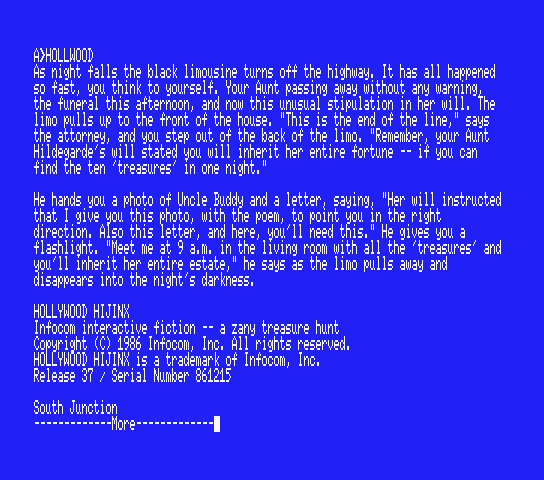 A>HOLLWOOD
As night falls the black limousine turns off the highway. It has all happened
so fast, you think to yourself. Your Aunt passing away without any warning,
the funeral this afternoon, and now this unusual stipulation in her will. The
limo pulls up to the front of the house. "This is the end of the line," says
the attorney, and you step out of the back of the limo. "Remember, your Aunt
Hildegarde's will stated you will inherit her entire fortune -- if you can
find the ten 'treasures' in one night."

He hands you a photo of Uncle Buddy and a letter, saying, "Her will instructed
that I give you this photo, with the poem, to point you in the right
direction. Also this letter, and here, you'll need this." He gives you a
flashlight. "Meet me at 9 a.m. in the living room with all the 'treasures' and
you'll inherit her entire estate," he says as the limo pulls away and
disappears into the night's darkness.

HOLLYWOOD HIJINX
Infocom interactive fiction -- a zany treasure hunt
Copyright (C) 1986 Infocom, Inc. All rights reserved.
HOLLYWOOD HIJINX is a trademark of Infocom, Inc.
Release 37 / Serial Number 861215

South Junction
-------------More-------------